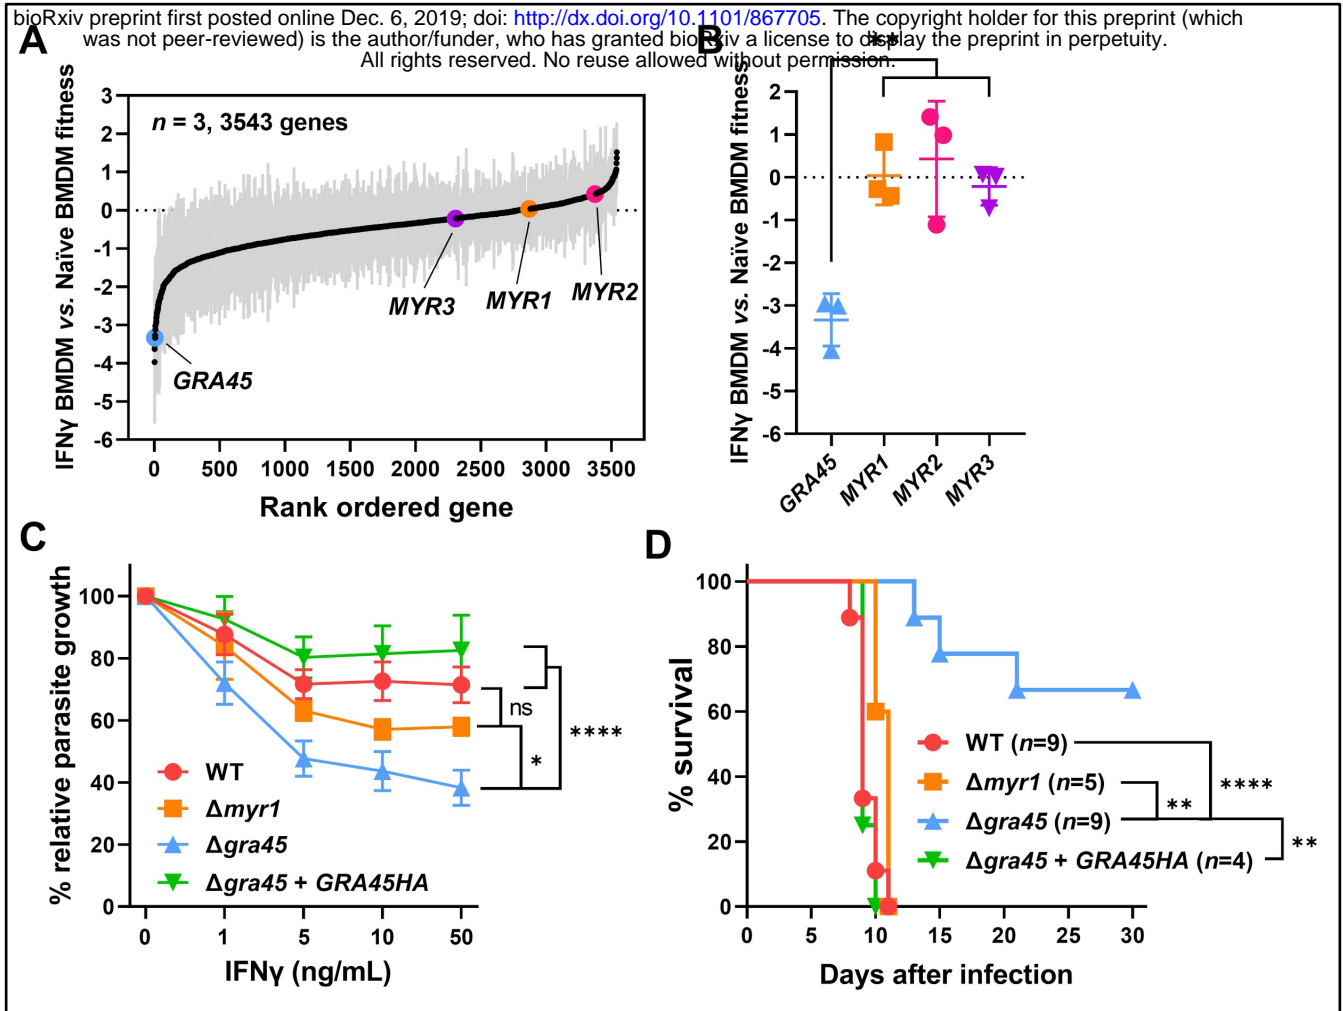 bioRxiv preprint first posted online Dec. 6, 2019; doi: http://dx.doi.org/10.1101/867705. The copyright holder for this preprint (which
was not peer-reviewed) is the author/funder, who has granted bioRxiv a license to display the preprint in perpetuity.
All rights reserved. No reuse allowed without permission.
A
IFNγ BMDM vs. Naïve BMDM fitness
3
2
1
0
-1
-2
-3
-4
-5
-6
n = 3, 3543 genes
MYR3
MYR1
MYR2
GRA45
0 500 1000 1500 2000 2500 3000 3500
Rank ordered gene
B
**
IFNγ BMDM vs. Naïve BMDM fitness
2
1
0
-1
-2
-3
-4
-5
-6
GRA45 MYR1 MYR2 MYR3
C
% relative parasite growth
100
80
60
40
20
0
ns
*
****
WT
Δmyr1
Δgra45
Δgra45 + GRA45HA
0 1 5 10 50
IFNγ (ng/mL)
D
% survival
100
80
60
40
20
0
WT (n=9)
Δmyr1 (n=5)
Δgra45 (n=9)
Δgra45 + GRA45HA (n=4)
**
****
**
0 5 10 15 20 25 30
Days after infection